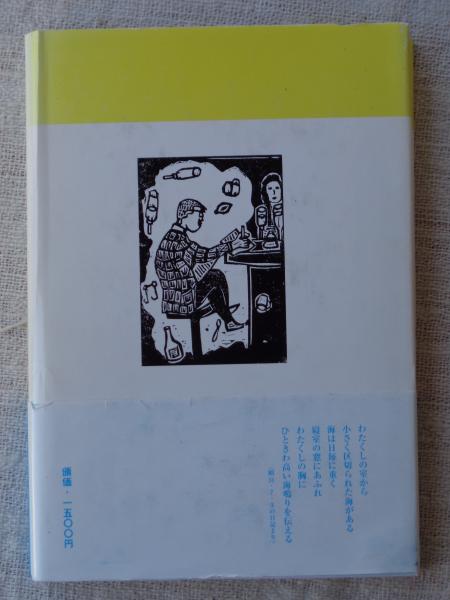 わたくしの室から
小さく区切られた海がある
海は日毎に重く
寝室の窓にあふれ
わたくしの胸に
ひときわ高い海鳴りを伝える
頒価・一五〇〇円